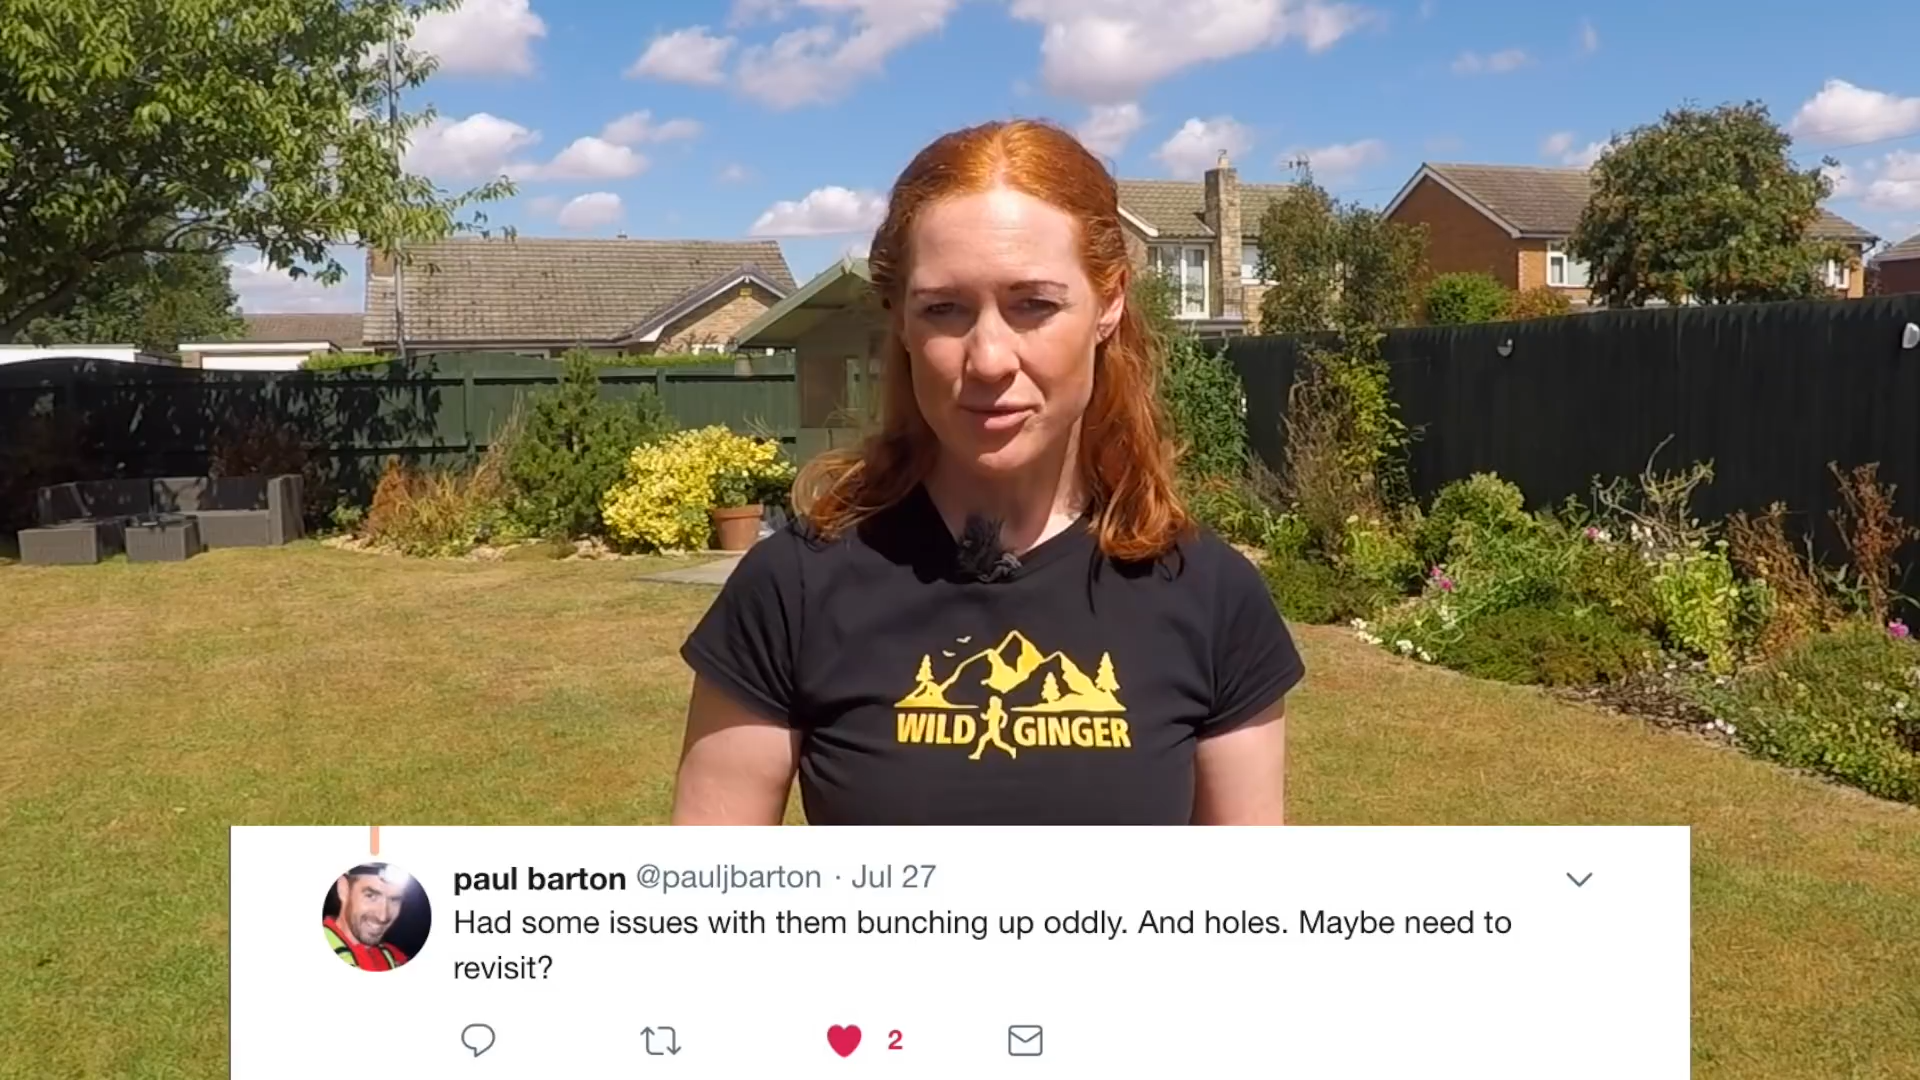 WILD GINGER
paul barton @pauljbarton · Jul 27
Had some issues with them bunching up oddly. And holes. Maybe need to
revisit?
2